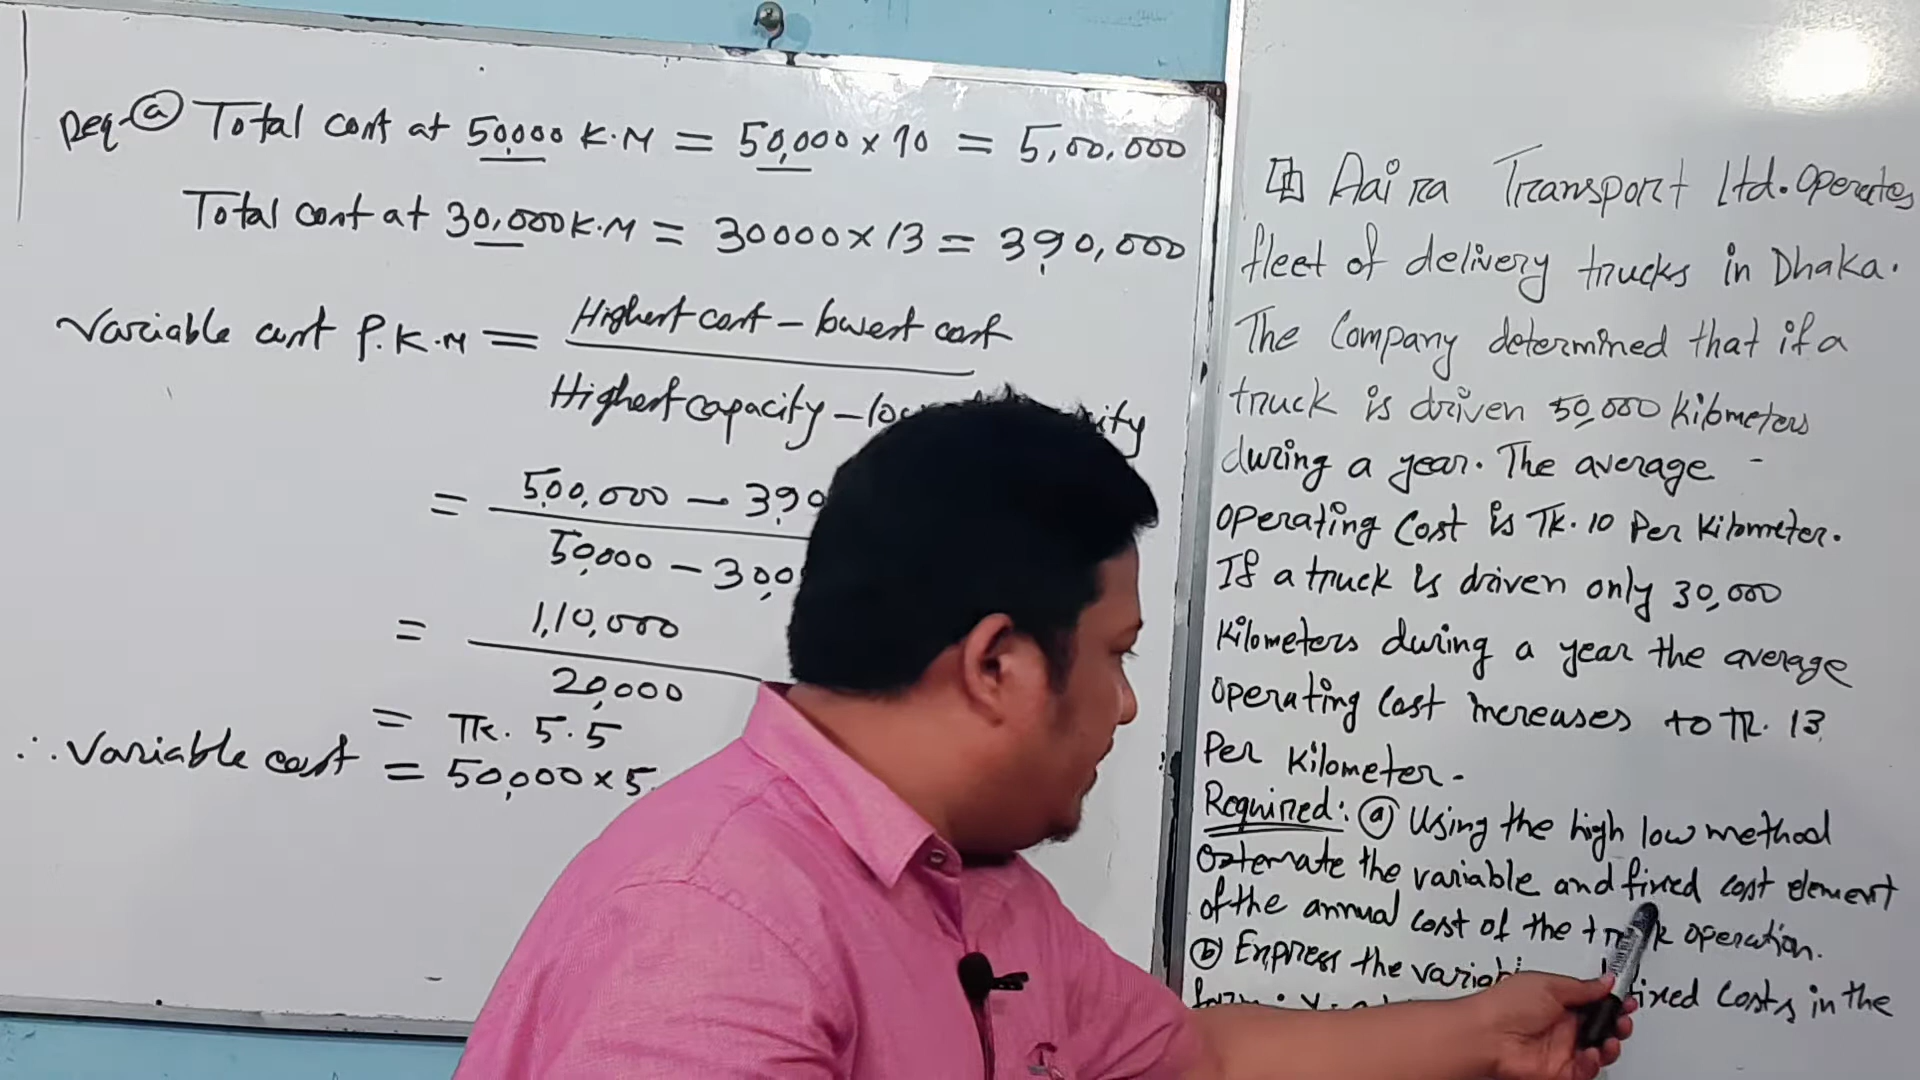 Req-(a) Total cost at 50,000 K.M = 50,000 × 10 = 5,00,000
Total cost at 30,000 K.M = 30000 × 13 = 390,000
Variable cost P.K.M = Highest cost - lowest cost
Highest capacity -
= 500,000 - 390
50,000 - 30,0
= 1,10,000
20,000
= TK. 5.5
∴ Variable cost = 50,000 × 5.
Aaira Transport Ltd. Operates
fleet of delivery trucks in Dhaka.
The Company determined that if a
truck is driven 50,000 kilometers
during a year. The average -
operating cost is TK. 10 Per Kilometer.
If a truck is driven only 30,000
Kilometers during a year the average
operating cost increases to TK. 13
Per Kilometer.
Required: (a) Using the high low method
the variable and fixed cost element
of the annual cost of the truck operation.
(b) Express the fixed costs in the